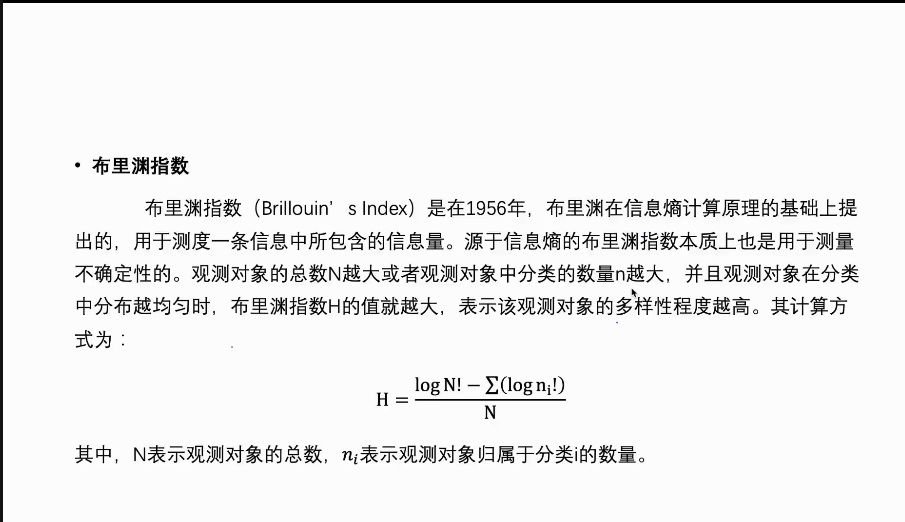 • 布里渊指数
布里渊指数（Brillouin’s Index）是在1956年，布里渊在信息熵计算原理的基础上提
出的，用于测度一条信息中所包含的信息量。源于信息熵的布里渊指数本质上也是用于测量
不确定性的。观测对象的总数N越大或者观测对象中分类的数量n越大，并且观测对象在分类
中分布越均匀时，布里渊指数H的值就越大，表示该观测对象的多样性程度越高。其计算方
式为：
H = (log N! − ∑(log nᵢ!)) / N
其中，N表示观测对象的总数，nᵢ表示观测对象归属于分类i的数量。